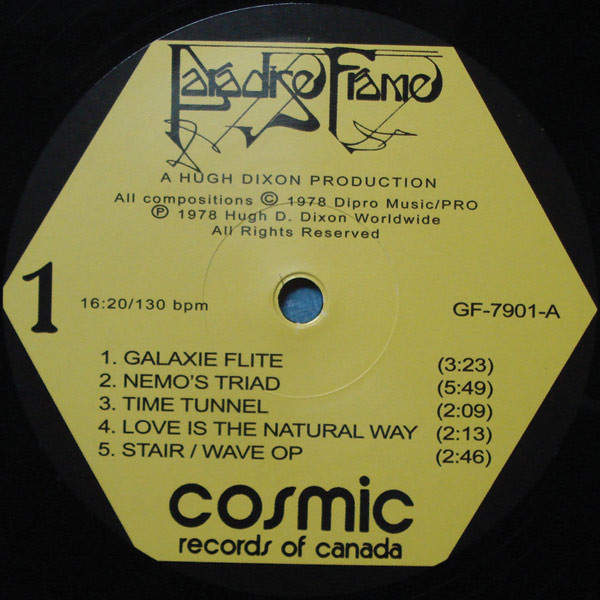 Paradise Frame
A HUGH DIXON PRODUCTION
All compositions © 1978 Dipro Music/PRO
℗ 1978 Hugh D. Dixon Worldwide
All Rights Reserved
1
16:20/130 bpm
GF-7901-A
1. GALAXIE FLITE (3:23)
2. NEMO'S TRIAD (5:49)
3. TIME TUNNEL (2:09)
4. LOVE IS THE NATURAL WAY (2:13)
5. STAIR / WAVE OP (2:46)
cosmic
records of canada